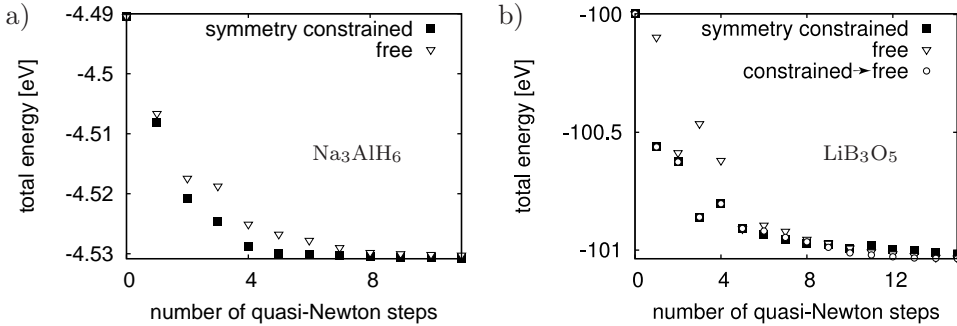 a)
-4.49
-4.5
-4.51
-4.52
-4.53
total energy [eV]
symmetry constrained
free
Na₃AlH₆
0 4 8
number of quasi-Newton steps
b)
-100
-100.5
-101
total energy [eV]
symmetry constrained
free
constrained→free
LiB₃O₅
0 4 8 12
number of quasi-Newton steps